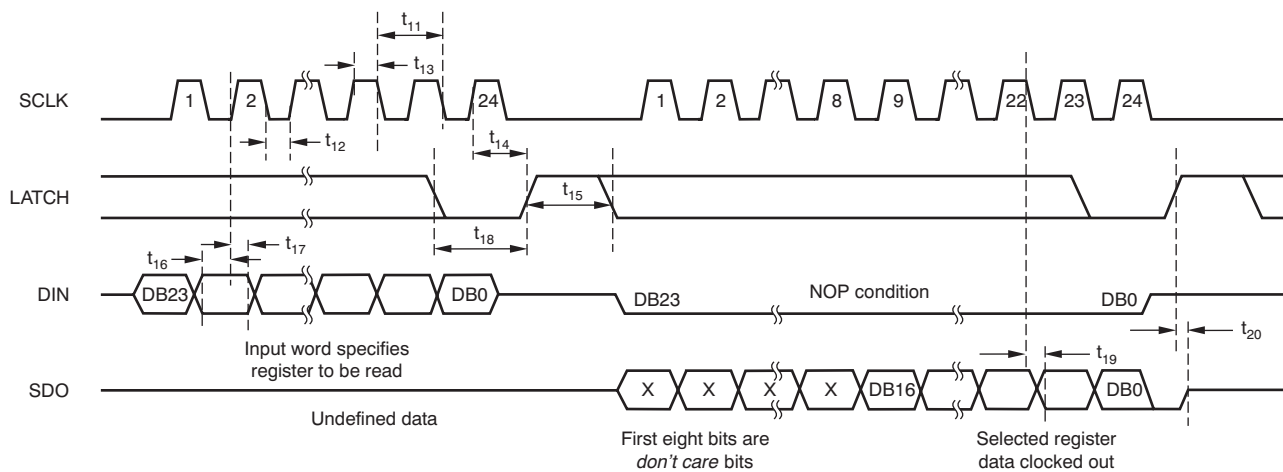 t11
t13
SCLK 1 2 24 1 2 8 9 22 23 24
t12
t14
LATCH
t15
t18
t16 t17
DIN DB23 DB0 DB23 NOP condition DB0
t20
Input word specifies
register to be read
t19
SDO X X X X DB16 DB0
Undefined data
First eight bits are
don't care bits
Selected register
data clocked out